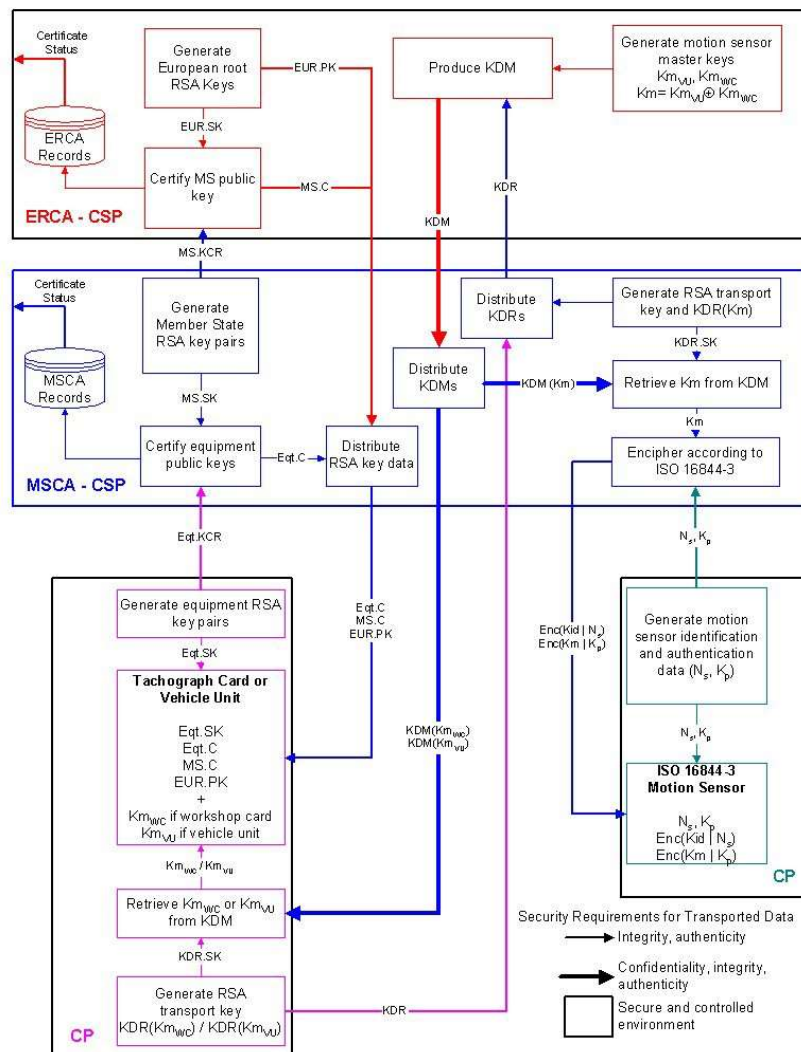 Certificate
Status
ERCA
Records
Generate
European root
RSA Keys
EUR.PK
EUR.SK
Certify MS public
key
MS.C
Produce KDM
Generate motion sensor
master keys
Km_VU, Km_WC
Km= Km_VU⊕ Km_WC
KDR
KDM
ERCA - CSP
MS.KCR
Certificate
Status
MSCA
Records
Generate
Member State
RSA key pairs
MS.SK
Certify equipment
public keys
Eqt.C
Distribute
RSA key data
Distribute
KDRs
Generate RSA transport
key and KDR(Km)
KDR.SK
Distribute
KDMs
KDM (Km)
Retrieve Km from KDM
Km
Encipher according to
ISO 16844-3
MSCA - CSP
Eqt.KCR
N_s, K_p
Generate equipment RSA
key pairs
Eqt.SK
Tachograph Card or
Vehicle Unit
Eqt.SK
Eqt.C
MS.C
EUR.PK
+
Km_WC if workshop card
Km_VU if vehicle unit
Km_WC / Km_VU
Retrieve Km_WC or Km_VU
from KDM
KDR.SK
Generate RSA
transport key
KDR(Km_WC) / KDR(Km_VU)
CP
Eqt.C
MS.C
EUR.PK
KDM(Km_WC)
KDM(Km_VU)
KDR
Enc(Kid | N_s)
Enc(Km | K_p)
Generate motion
sensor identification
and authentication
data (N_s, K_p)
N_s, K_p
ISO 16844-3
Motion Sensor
N_s, K_p
Enc(Kid | N_s)
Enc(Km | K_p)
CP
Security Requirements for Transported Data
Integrity, authenticity
Confidentiality, integrity,
authenticity
Secure and controlled
environment